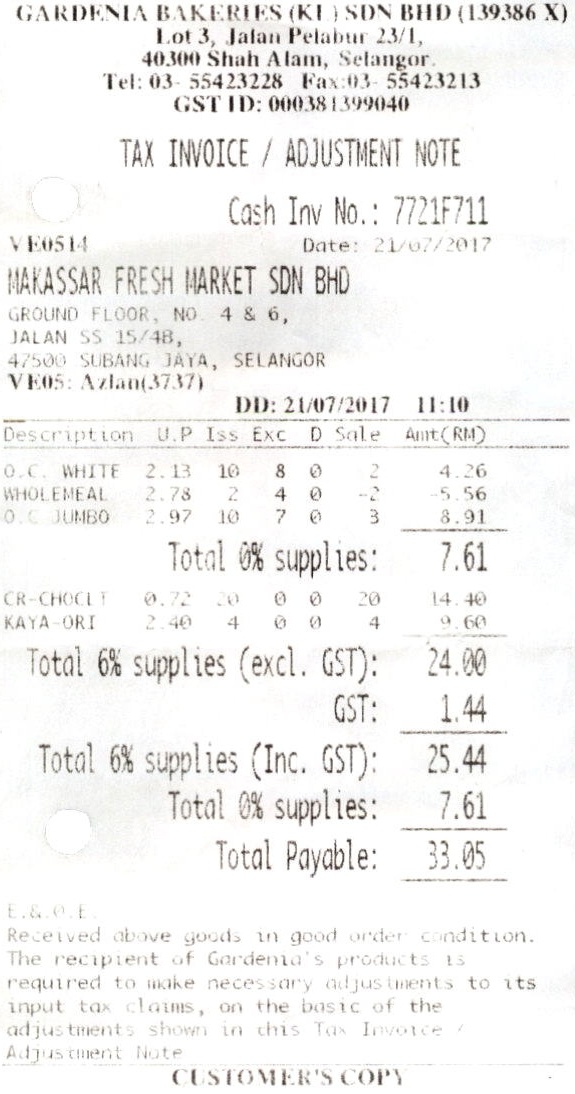 GARDENIA BAKERIES (KL) SDN BHD (139386 X)
Lot 3, Jalan Pelabur 23/1,
40300 Shah Alam, Selangor.
Tel: 03- 55423228 Fax:03- 55423213
GST ID: 000381399040
TAX INVOICE / ADJUSTMENT NOTE
Cash Inv No.: 7721F711
VE0514 Date: 21/07/2017
MAKASSAR FRESH MARKET SDN BHD
GROUND FLOOR, NO. 4 & 6,
JALAN SS 15/4B,
47500 SUBANG JAYA, SELANGOR
VE05: Azlan(3737)
DD: 21/07/2017 11:10
Description U.P Iss Exc D Sale Amt(RM)
O.C. WHITE 2.13 10 8 0 2 4.26
WHOLEMEAL 2.78 2 4 0 -2 -5.56
O.C JUMBO 2.97 10 7 0 3 8.91
Total 0% supplies: 7.61
CR-CHOCLT 0.72 20 0 0 20 14.40
KAYA-ORI 2.40 4 0 0 4 9.60
Total 6% supplies (excl. GST): 24.00
GST: 1.44
Total 6% supplies (Inc. GST): 25.44
Total 0% supplies: 7.61
Total Payable: 33.05
E.&.O.E.
Received above goods in good order condition.
The recipient of Gardenia's products is
required to make necessary adjustments to its
input tax claims, on the basic of the
adjustments shown in this Tax Invoice /
Adjustment Note
CUSTOMER'S COPY